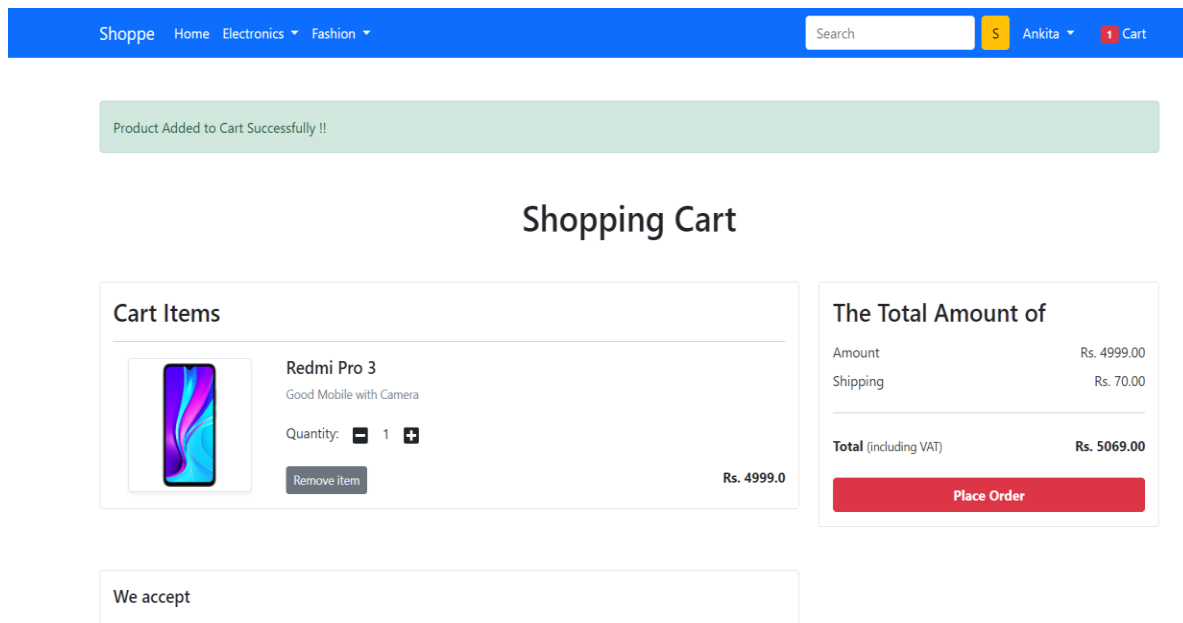 Shoppe Home Electronics Fashion Search S Ankita 1 Cart
Product Added to Cart Successfully !!
Shopping Cart
Cart Items
Redmi Pro 3
Good Mobile with Camera
Quantity: 1
Remove item
Rs. 4999.0
The Total Amount of
Amount Rs. 4999.00
Shipping Rs. 70.00
Total (including VAT) Rs. 5069.00
Place Order
We accept